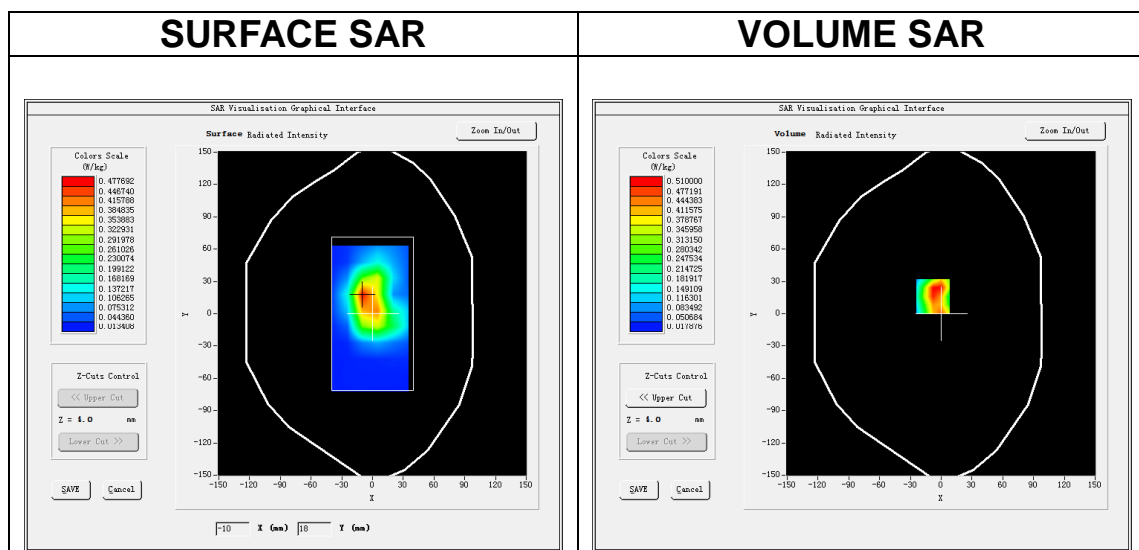 SURFACE SAR
SAR Visualisation Graphical Interface
Surface Radiated Intensity
Zoom In/Out
Colors Scale
(W/kg)
0.477692
0.446740
0.415788
0.384835
0.353883
0.322931
0.291978
0.261026
0.230074
0.199122
0.168169
0.137217
0.106265
0.075312
0.044360
0.013408
Z-Cuts Control
<< Upper Cut
Z = 4.0 mm
Lower Cut >>
SAVE Cancel
150
120
90
60
30
0
-30
-60
-90
-120
-150
Y
-150 -120 -90 -60 -30 0 30 60 90 120 150
X
-10 X (mm) 18 Y (mm)
VOLUME SAR
SAR Visualisation Graphical Interface
Volume Radiated Intensity
Zoom In/Out
Colors Scale
(W/kg)
0.510000
0.477191
0.444383
0.411575
0.378767
0.345958
0.313150
0.280342
0.247534
0.214725
0.181917
0.149109
0.116301
0.083492
0.050684
0.017876
Z-Cuts Control
<< Upper Cut
Z = 4.0 mm
Lower Cut >>
SAVE Cancel
150
120
90
60
30
0
-30
-60
-90
-120
-150
Y
-150 -120 -90 -60 -30 0 30 60 90 120 150
X